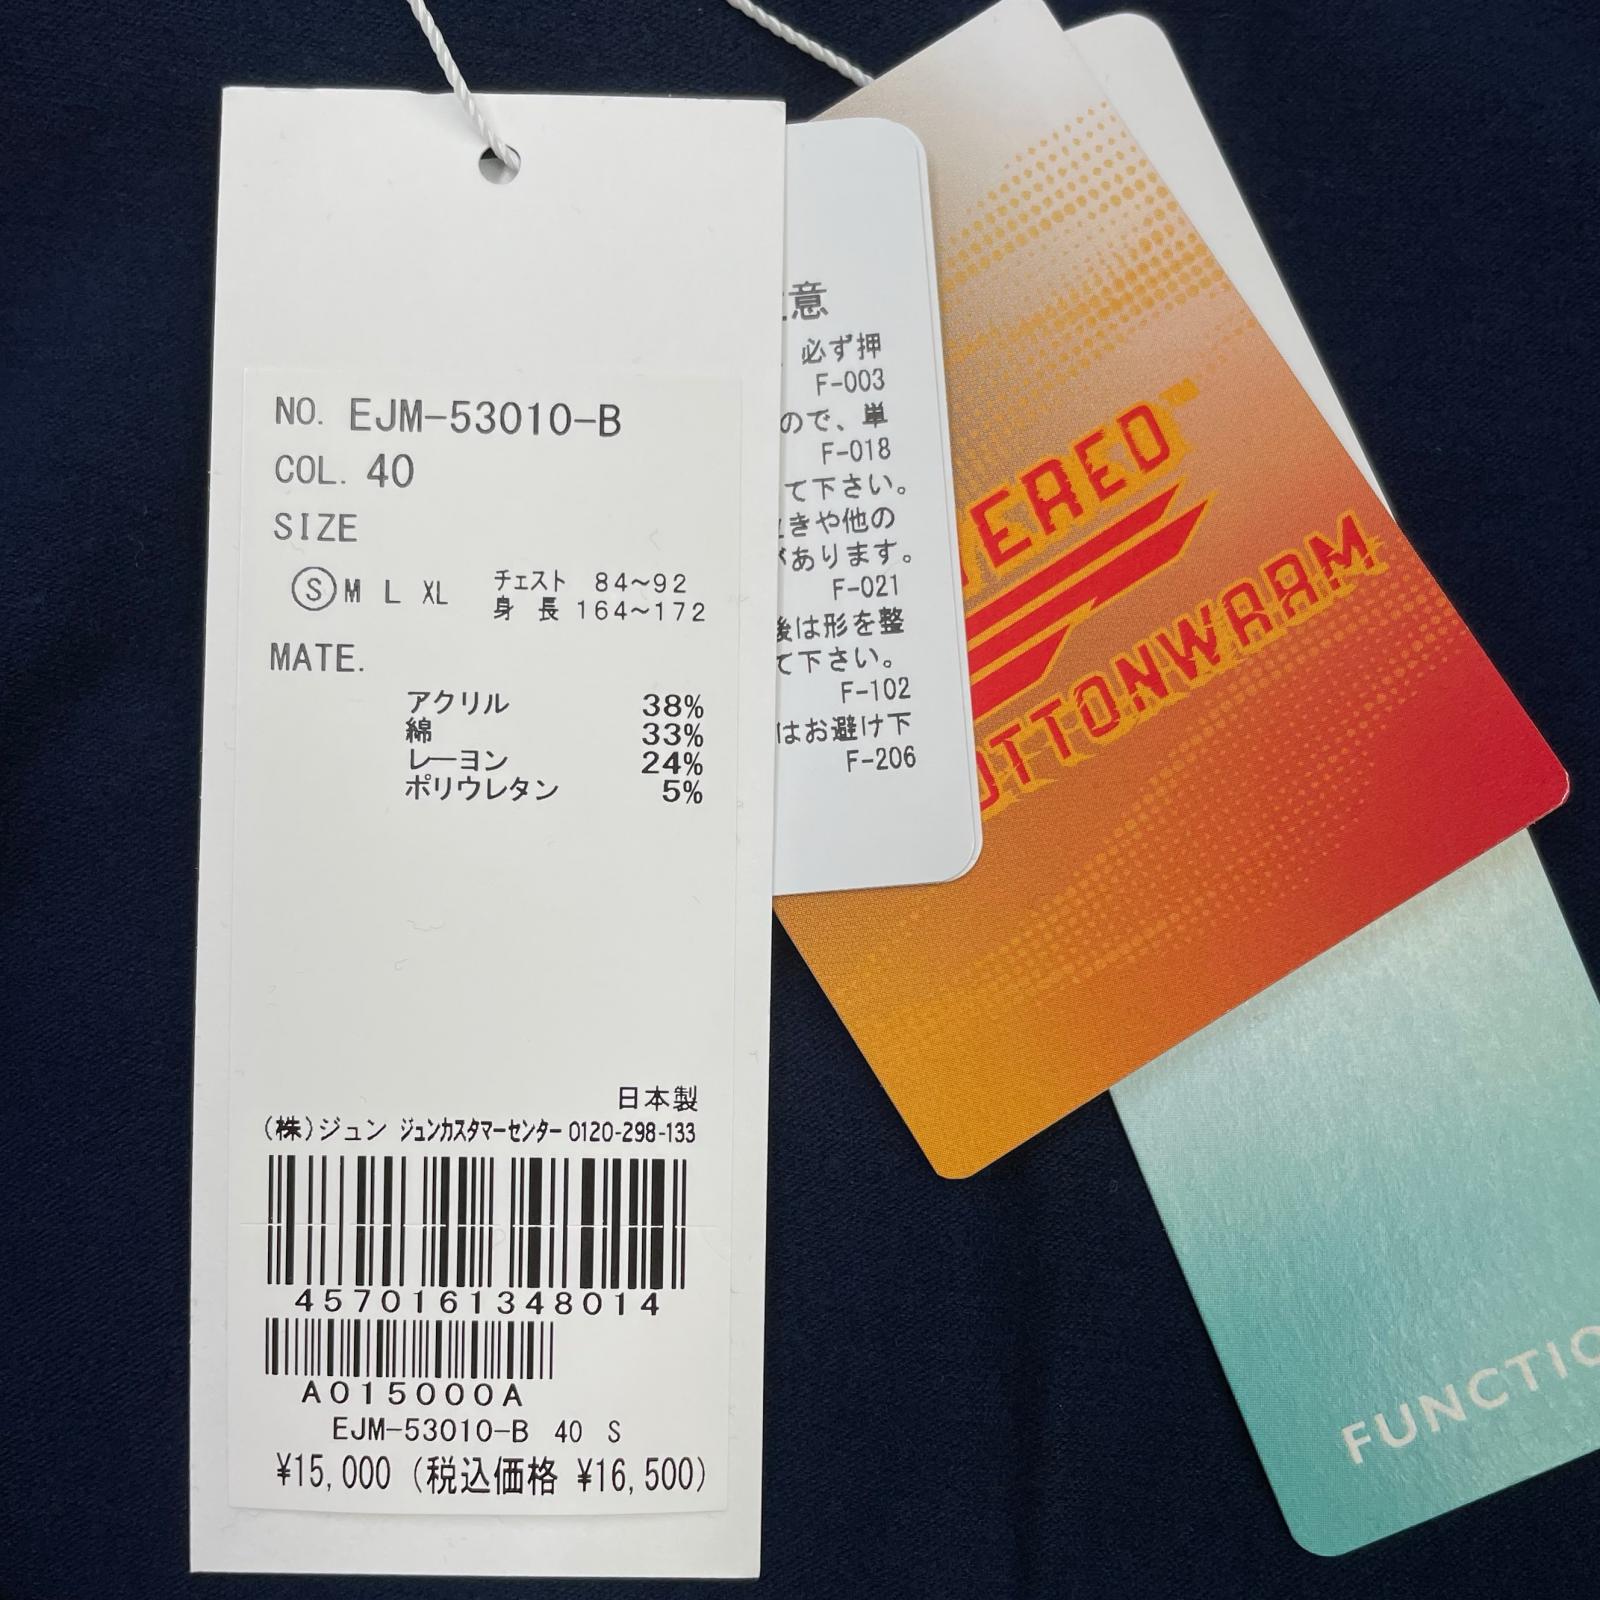 NO. EJM-53010-B
COL. 40
SIZE
S M L XL チェスト 84～92
身 長 164～172
MATE.
アクリル 38%
綿 33%
レーヨン 24%
ポリウレタン 5%
日本製
(株)ジュン ジュンカスタマーセンター 0120-298-133
4570161348014
A015000A
EJM-53010-B 40 S
¥15,000 (税込価格 ¥16,500)
意
必ず押
F-003
ので、単
F-018
て下さい。
きや他の
があります。
F-021
後は形を整
て下さい。
F-102
はお避け下
F-206
ERED™
OTTONWARM
FUNCTIO